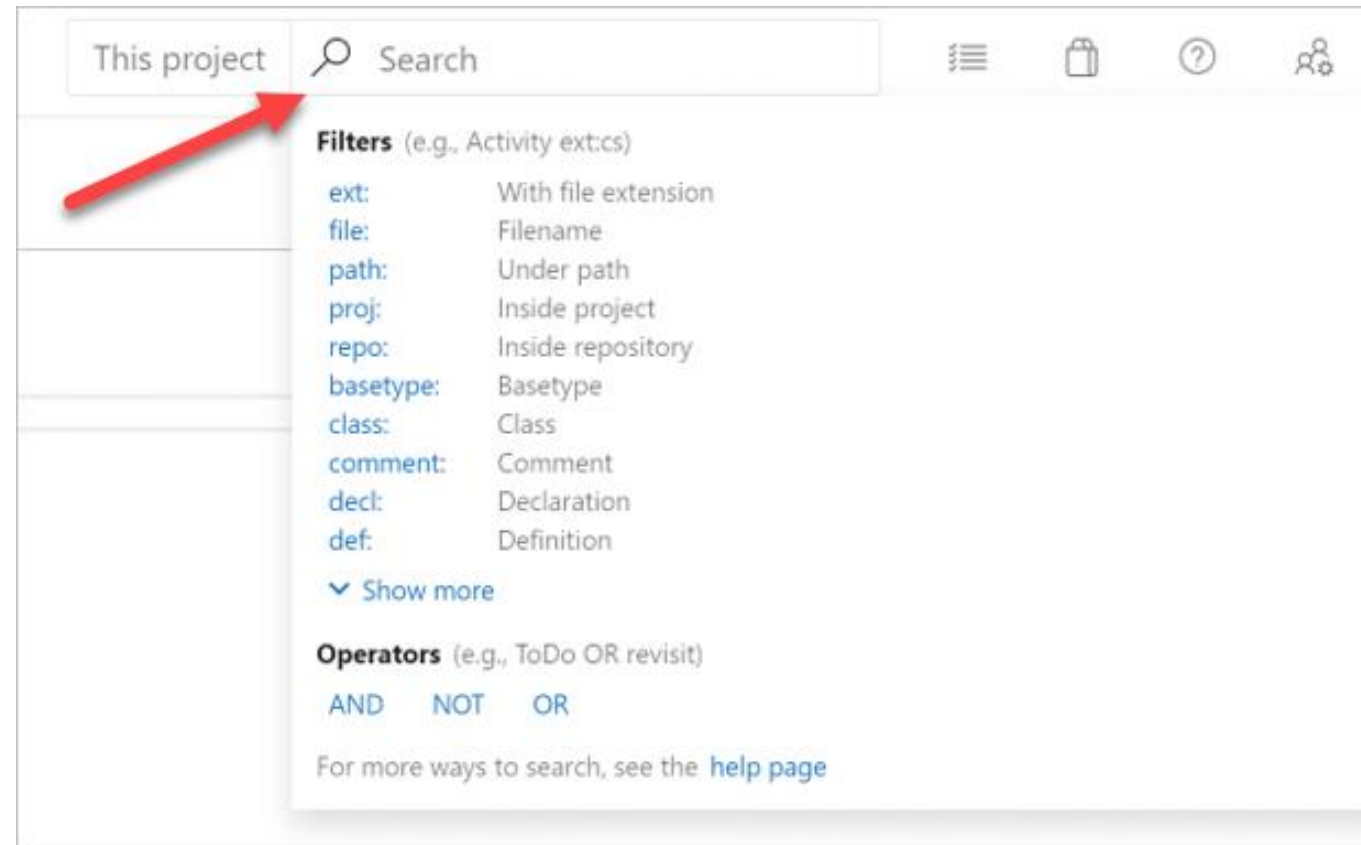 This project Search
Filters (e.g., Activity ext:cs)
ext: With file extension
file: Filename
path: Under path
proj: Inside project
repo: Inside repository
basetype: Basetype
class: Class
comment: Comment
decl: Declaration
def: Definition
Show more
Operators (e.g., ToDo OR revisit)
AND NOT OR
For more ways to search, see the help page